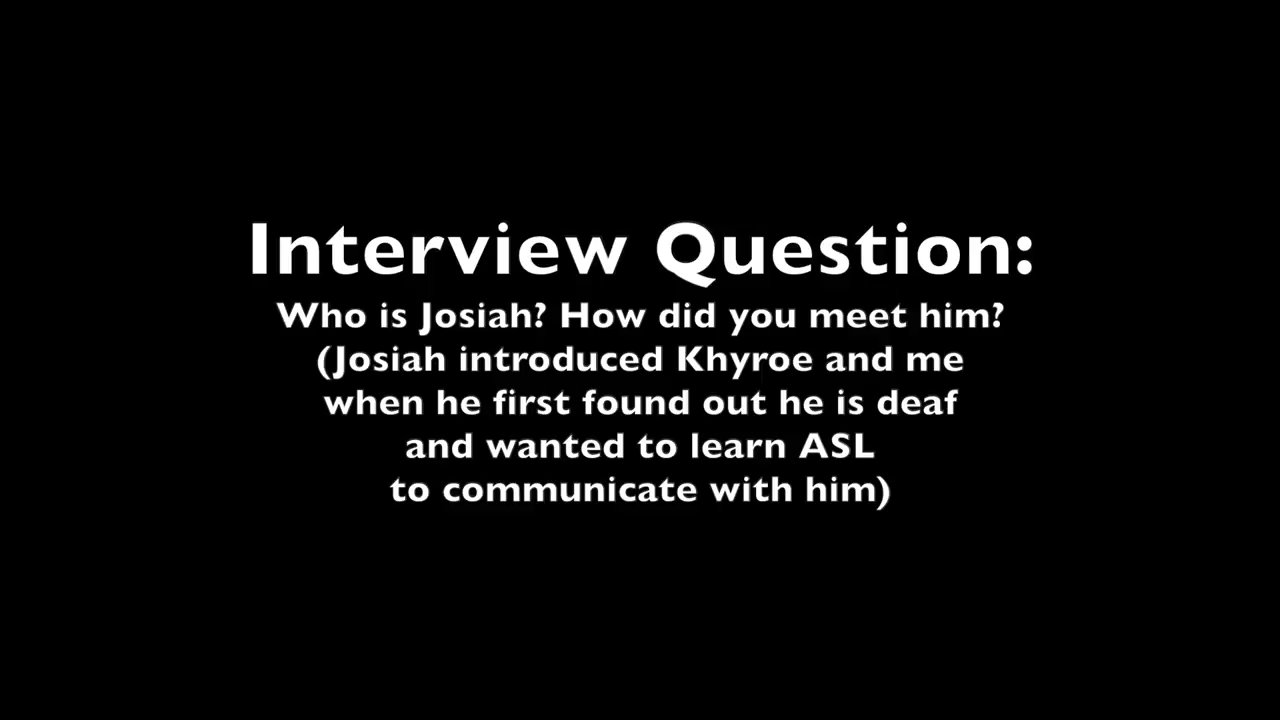 Interview Question:
Who is Josiah? How did you meet him?
(Josiah introduced Khyroe and me
when he first found out he is deaf
and wanted to learn ASL
to communicate with him)